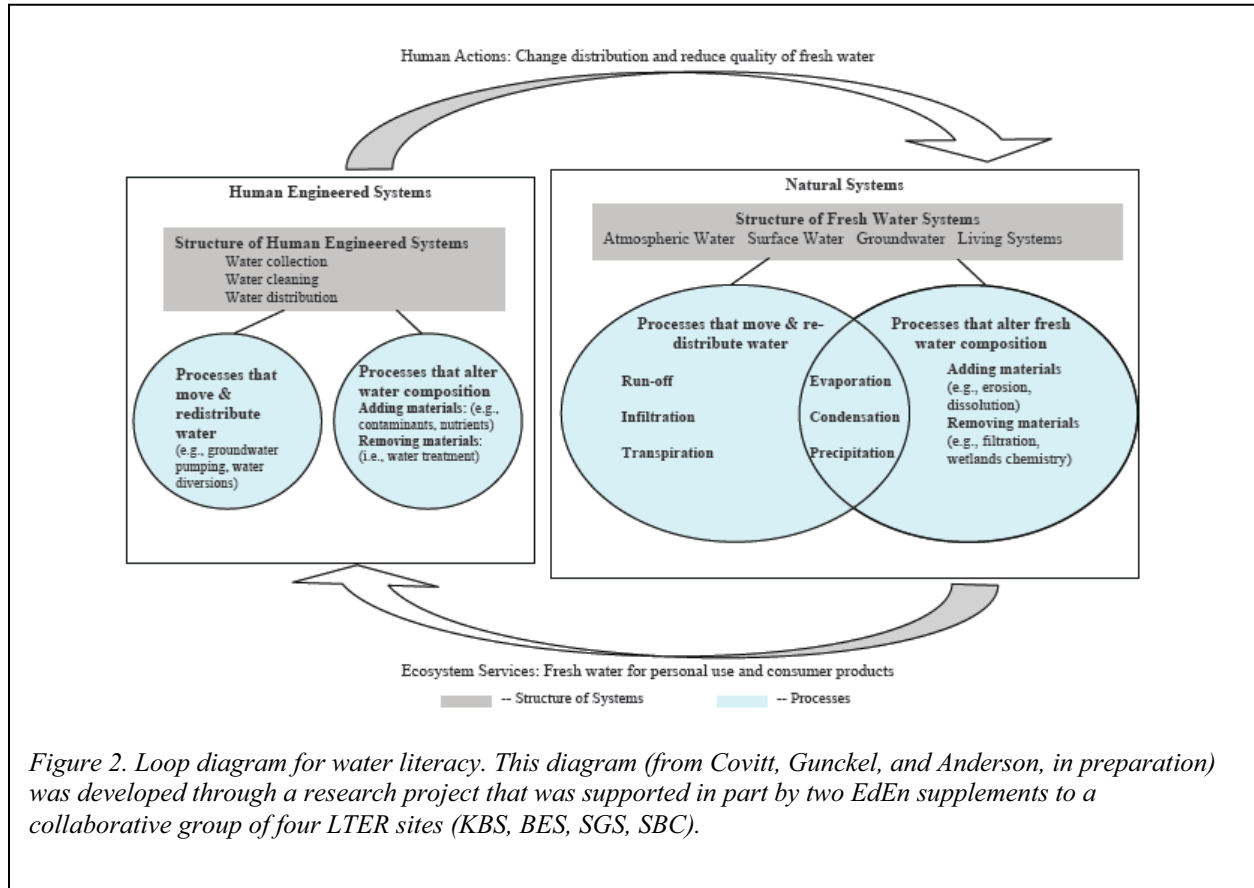 Human Actions: Change distribution and reduce quality of fresh water
Human Engineered Systems
Structure of Human Engineered Systems
Water collection
Water cleaning
Water distribution
Processes that
move &
redistribute
water
(e.g., groundwater
pumping, water
diversions)
Processes that alter
water composition
Adding materials: (e.g.,
contaminants, nutrients)
Removing materials:
(i.e., water treatment)
Natural Systems
Structure of Fresh Water Systems
Atmospheric Water Surface Water Groundwater Living Systems
Processes that move & re-
distribute water
Run-off
Infiltration
Transpiration
Evaporation
Condensation
Precipitation
Processes that alter fresh
water composition
Adding materials
(e.g., erosion,
dissolution)
Removing materials
(e.g., filtration,
wetlands chemistry)
Ecosystem Services: Fresh water for personal use and consumer products
-- Structure of Systems
-- Processes
Figure 2. Loop diagram for water literacy. This diagram (from Covitt, Gunckel, and Anderson, in preparation)
was developed through a research project that was supported in part by two EdEn supplements to a
collaborative group of four LTER sites (KBS, BES, SGS, SBC).